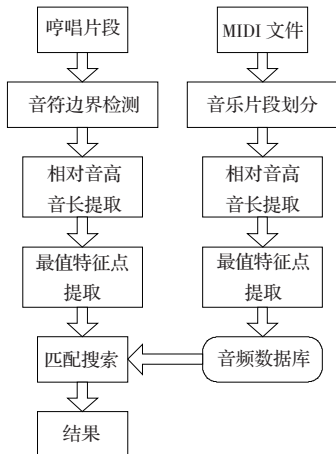 哼唱片段
MIDI 文件
音符边界检测
音乐片段划分
相对音高
音长提取
相对音高
音长提取
最值特征点
提取
最值特征点
提取
匹配搜索
音频数据库
结果